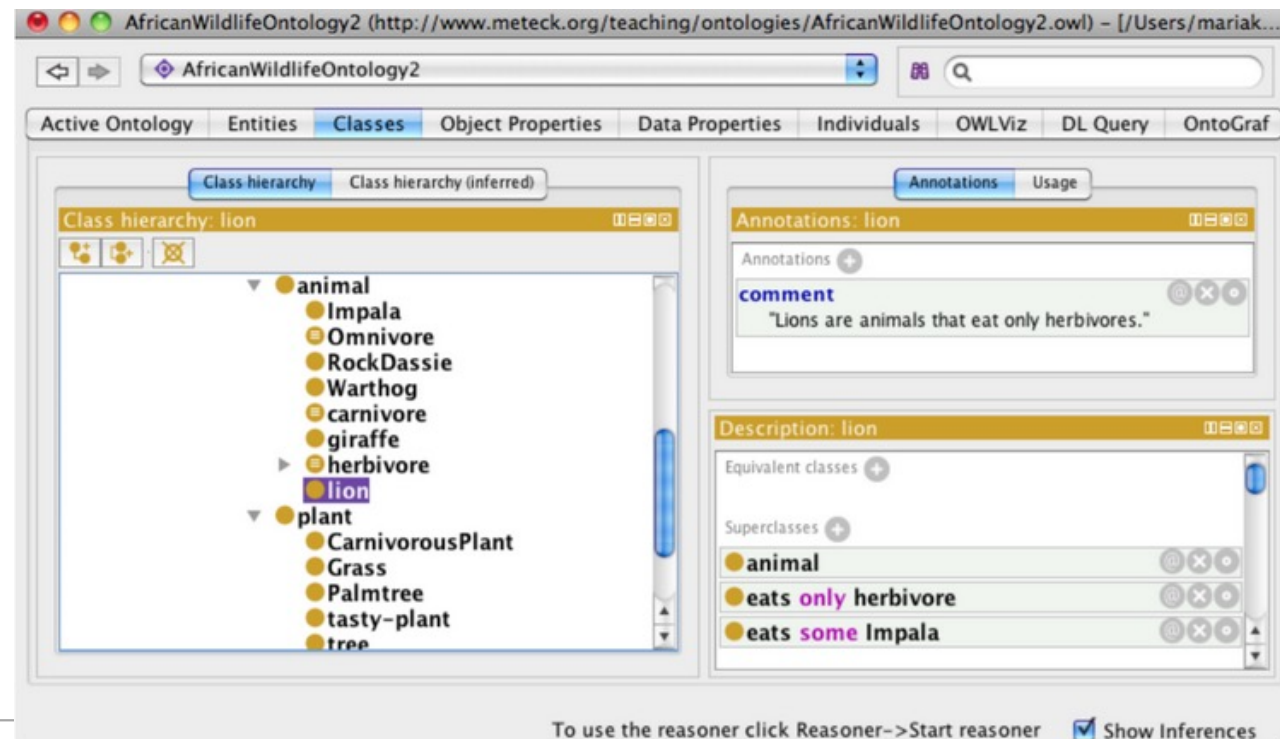 AfricanWildlifeOntology2 (http://www.meteck.org/teaching/ontologies/AfricanWildlifeOntology2.owl) – [/Users/mariak...
AfricanWildlifeOntology2
Active Ontology Entities Classes Object Properties Data Properties Individuals OWLViz DL Query OntoGraf
Class hierarchy Class hierarchy (inferred)
Class hierarchy: lion
animal
Impala
Omnivore
RockDassie
Warthog
carnivore
giraffe
herbivore
lion
plant
CarnivorousPlant
Grass
Palmtree
tasty-plant
tree
Annotations Usage
Annotations: lion
Annotations
comment
"Lions are animals that eat only herbivores."
Description: lion
Equivalent classes
Superclasses
animal
eats only herbivore
eats some Impala
To use the reasoner click Reasoner->Start reasoner Show Inferences